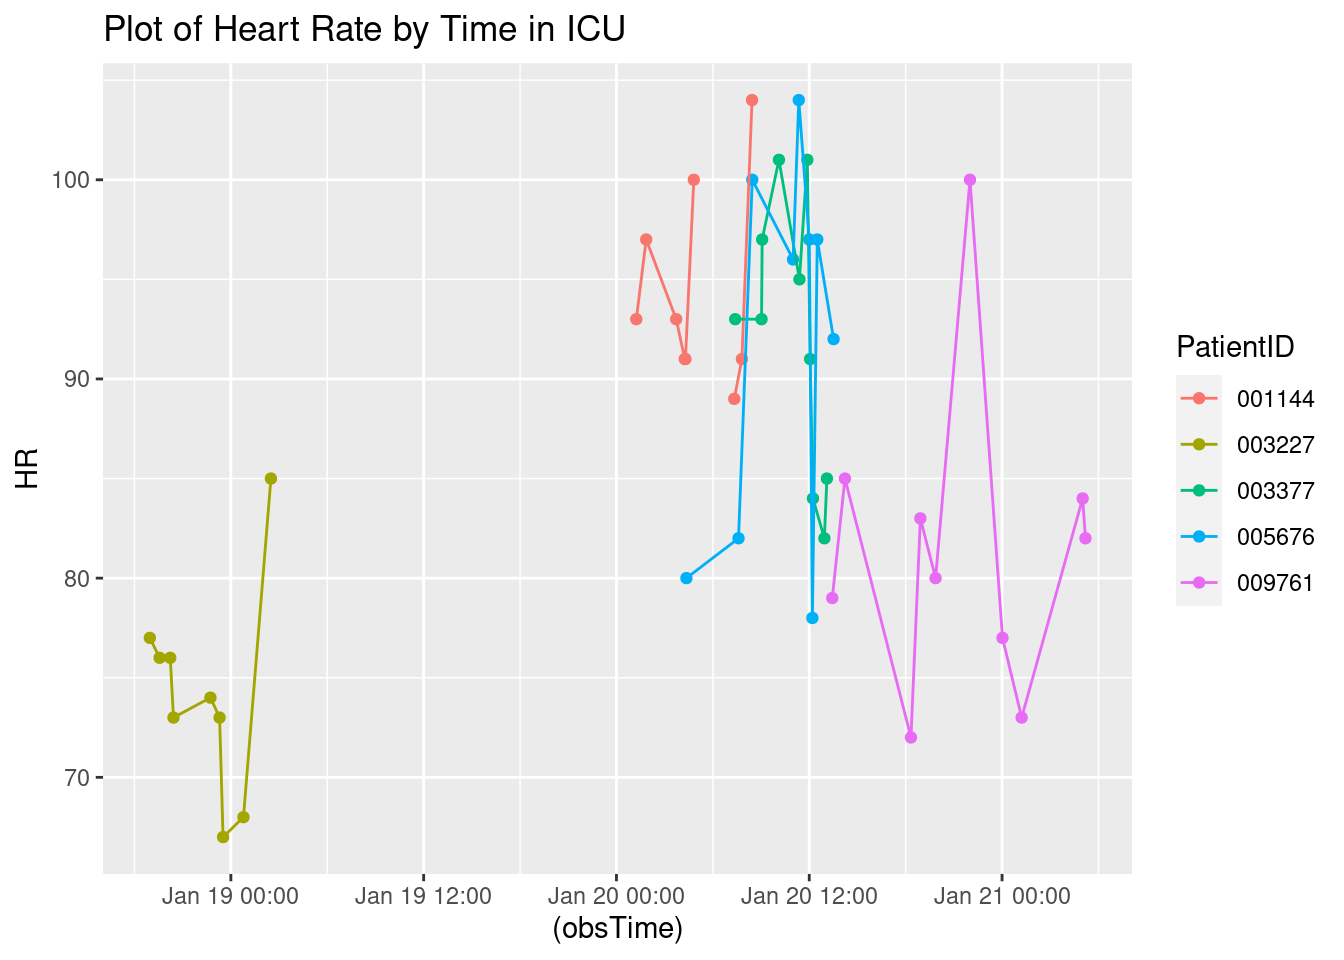 Plot of Heart Rate by Time in ICU
HR
100
90
80
70
Jan 19 00:00
Jan 19 12:00
Jan 20 00:00
Jan 20 12:00
Jan 21 00:00
(obsTime)
PatientID
001144
003227
003377
005676
009761